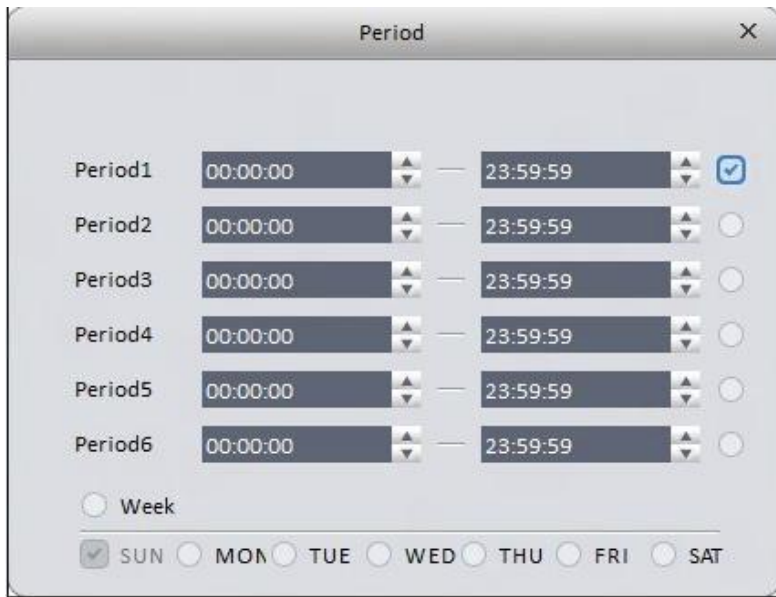 Period
Period1 00:00:00 — 23:59:59
Period2 00:00:00 — 23:59:59
Period3 00:00:00 — 23:59:59
Period4 00:00:00 — 23:59:59
Period5 00:00:00 — 23:59:59
Period6 00:00:00 — 23:59:59
Week
SUN MON TUE WED THU FRI SAT